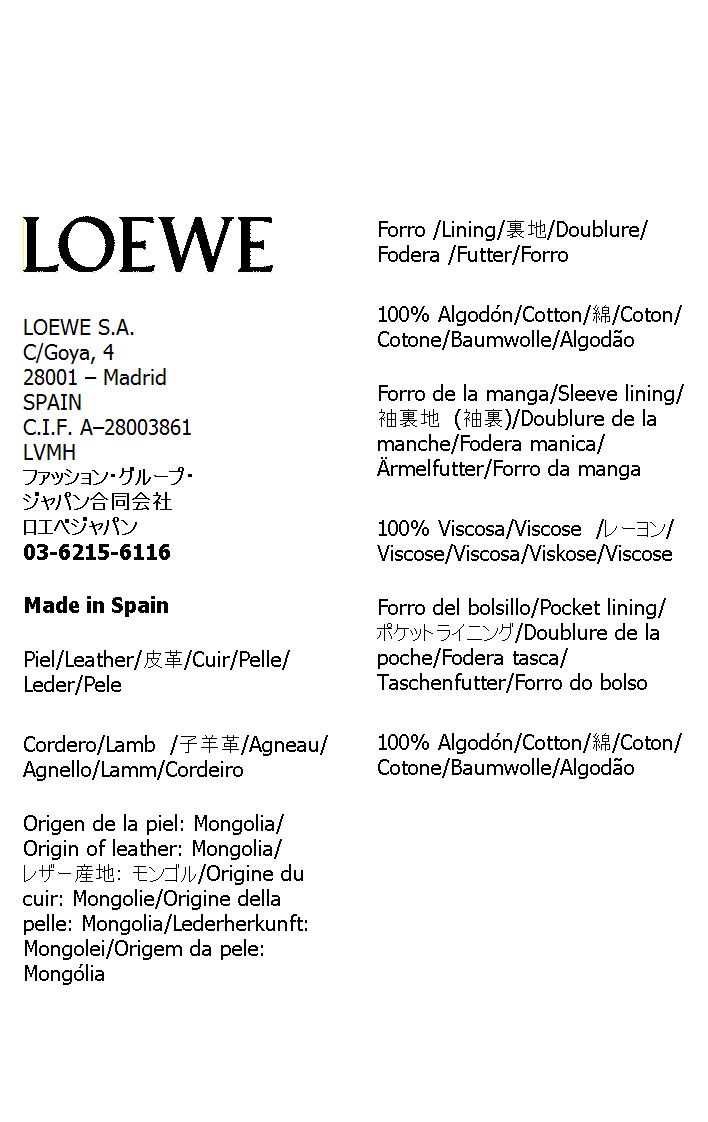 LOEWE
LOEWE S.A.
C/Goya, 4
28001 – Madrid
SPAIN
C.I.F. A–28003861
LVMH
ファッション・グループ・
ジャパン合同会社
ロエベジャパン
03-6215-6116
Made in Spain
Piel/Leather/皮革/Cuir/Pelle/
Leder/Pele
Cordero/Lamb /子羊革/Agneau/
Agnello/Lamm/Cordeiro
Origen de la piel: Mongolia/
Origin of leather: Mongolia/
レザー産地: モンゴル/Origine du
cuir: Mongolie/Origine della
pelle: Mongolia/Lederherkunft:
Mongolei/Origem da pele:
Mongólia
Forro /Lining/裏地/Doublure/
Fodera /Futter/Forro
100% Algodón/Cotton/綿/Coton/
Cotone/Baumwolle/Algodão
Forro de la manga/Sleeve lining/
袖裏地 (袖裏)/Doublure de la
manche/Fodera manica/
Ärmelfutter/Forro da manga
100% Viscosa/Viscose /レーヨン/
Viscose/Viscosa/Viskose/Viscose
Forro del bolsillo/Pocket lining/
ポケットライニング/Doublure de la
poche/Fodera tasca/
Taschenfutter/Forro do bolso
100% Algodón/Cotton/綿/Coton/
Cotone/Baumwolle/Algodão